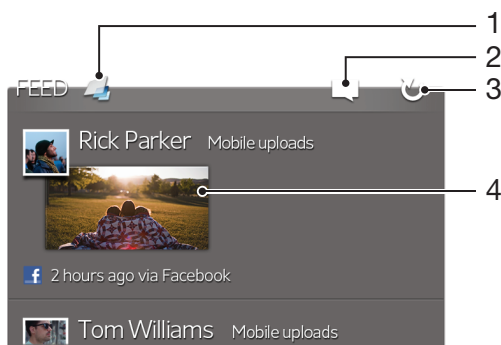 1
2
FEED
3
Rick Parker Mobile uploads
4
f 2 hours ago via Facebook
Tom Williams Mobile uploads